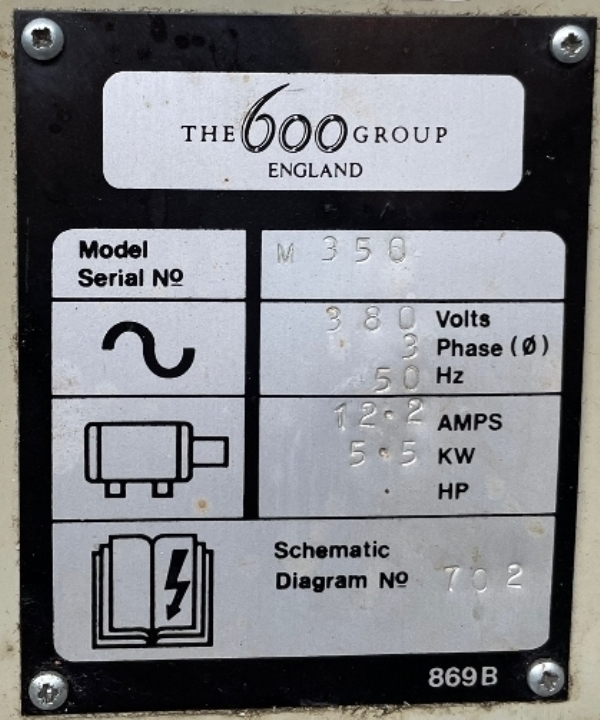 THE 600 GROUP
ENGLAND
Model M 350
Serial Nº
380 Volts
3 Phase (Ø)
50 Hz
12·2 AMPS
5·5 KW
· HP
Schematic
Diagram Nº 702
869B